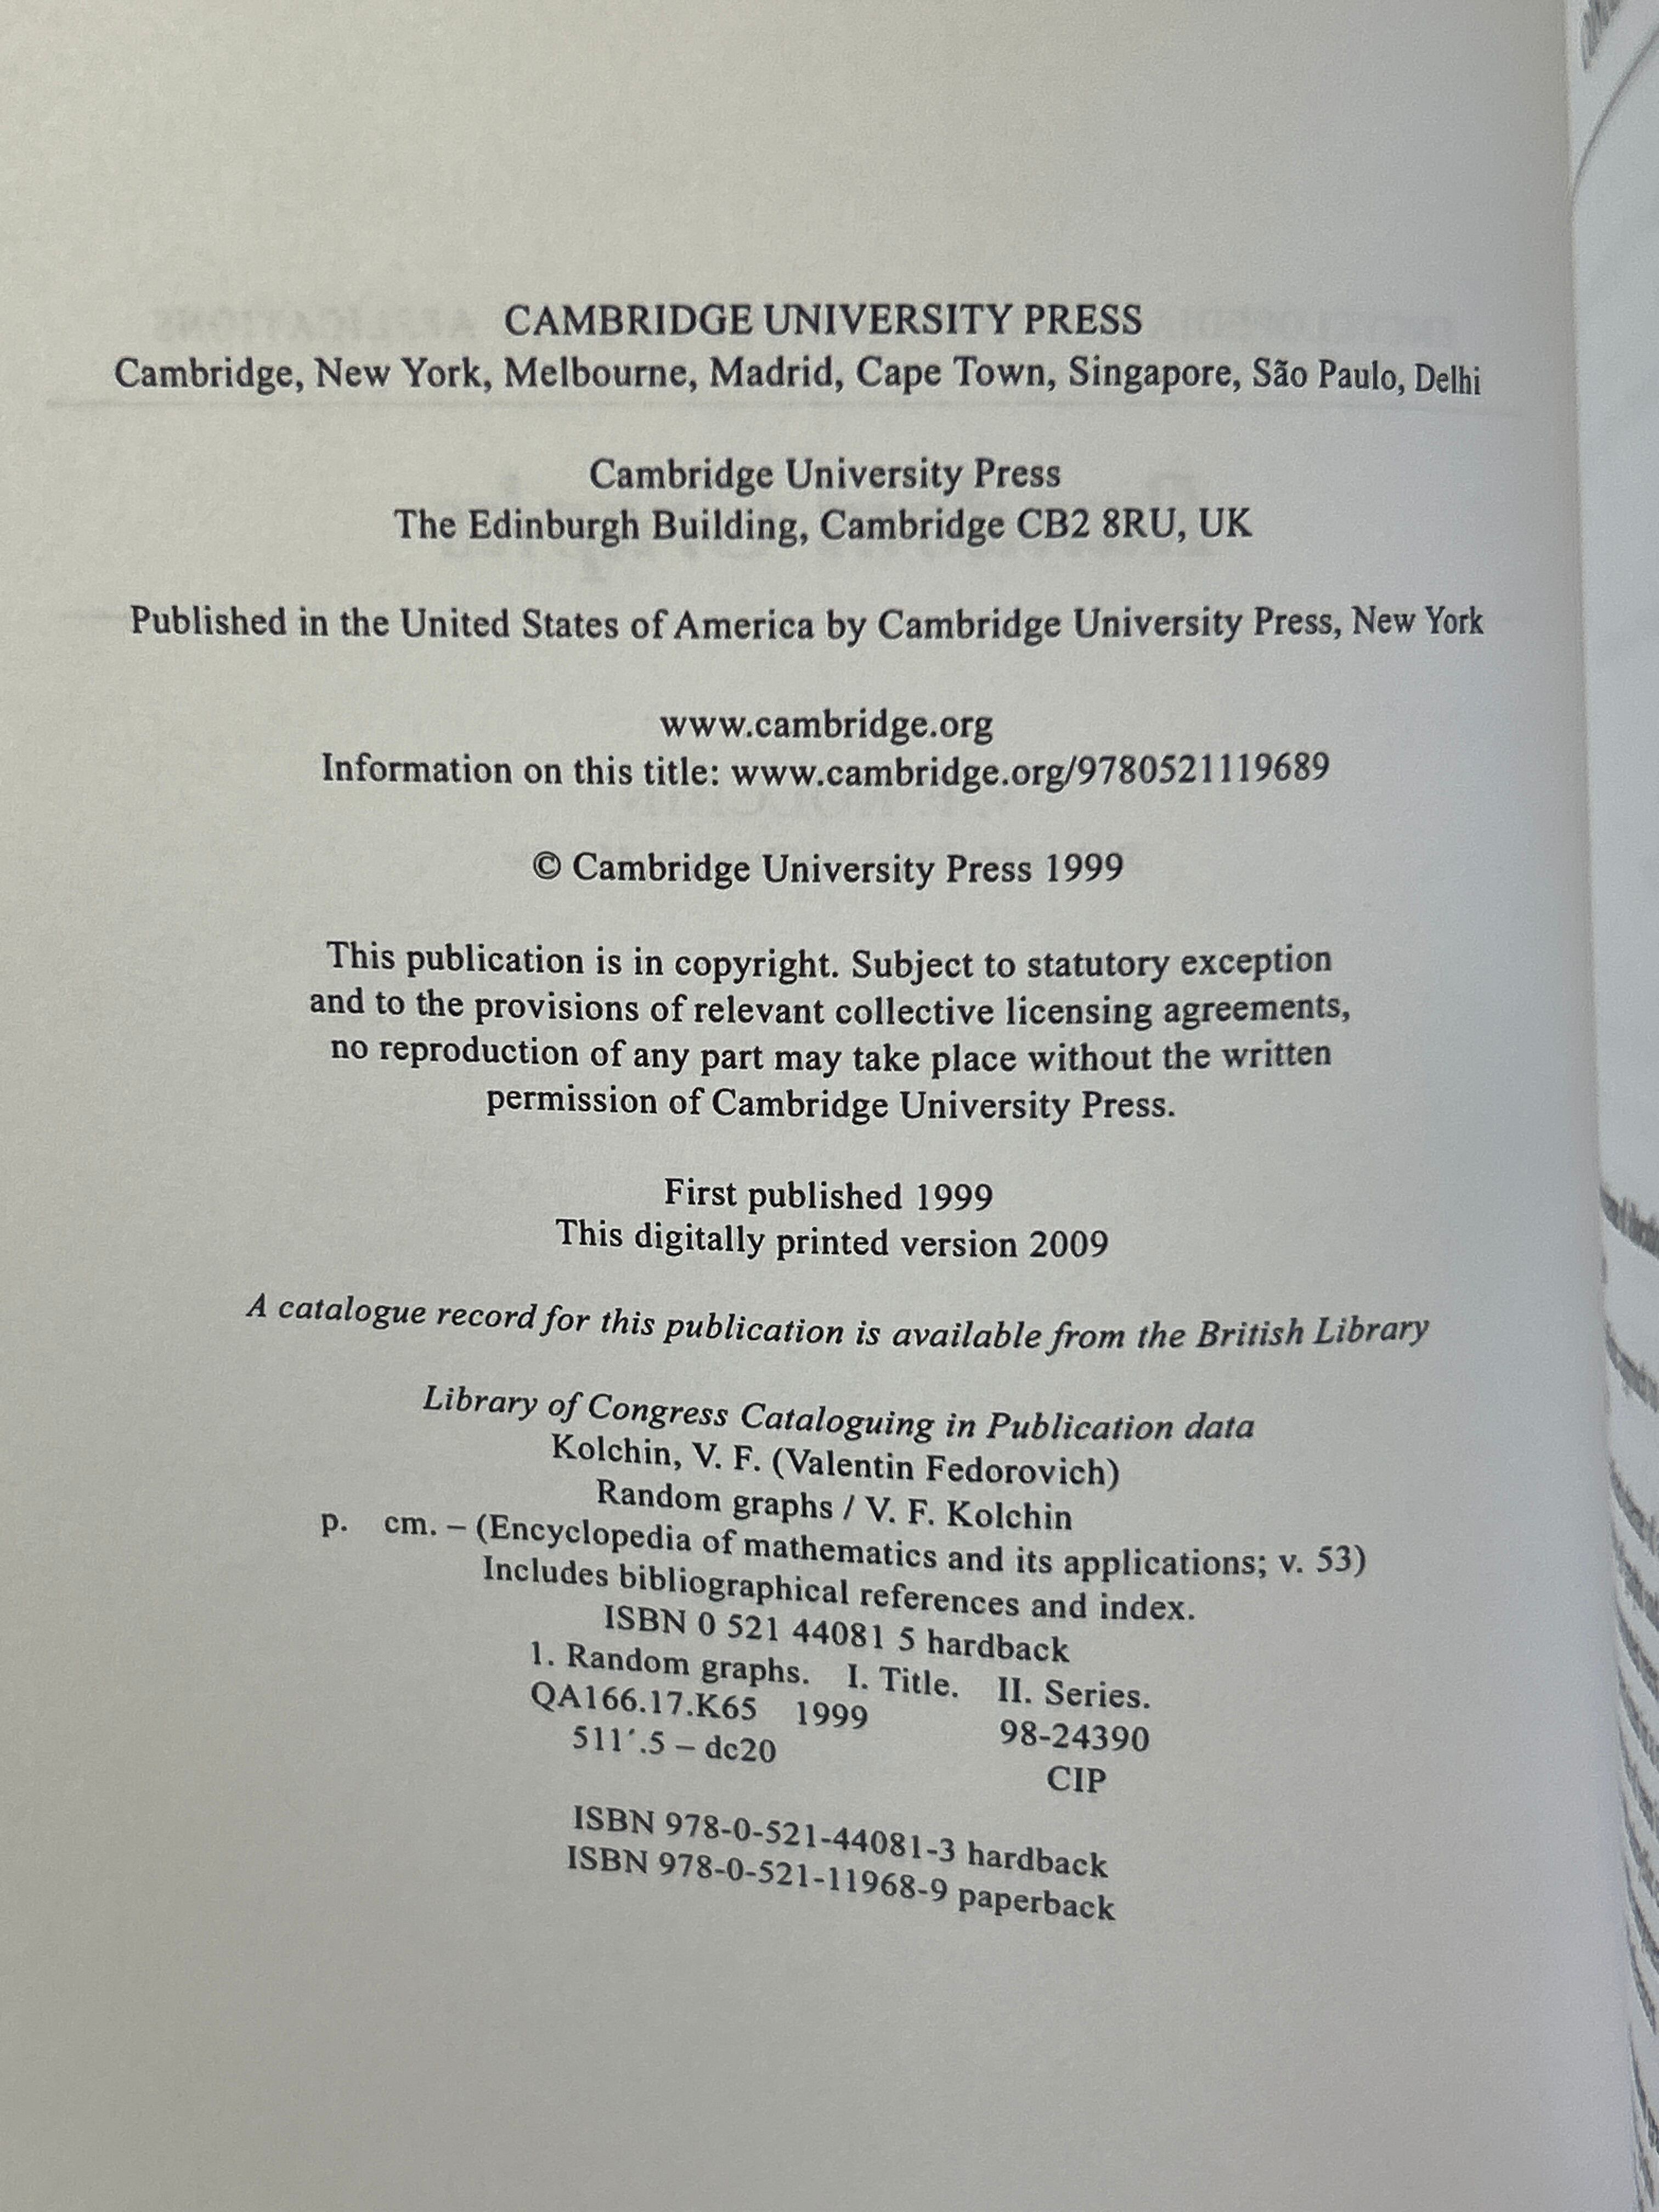 CAMBRIDGE UNIVERSITY PRESS
Cambridge, New York, Melbourne, Madrid, Cape Town, Singapore, São Paulo, Delhi
Cambridge University Press
The Edinburgh Building, Cambridge CB2 8RU, UK
Published in the United States of America by Cambridge University Press, New York
www.cambridge.org
Information on this title: www.cambridge.org/9780521119689
© Cambridge University Press 1999
This publication is in copyright. Subject to statutory exception
and to the provisions of relevant collective licensing agreements,
no reproduction of any part may take place without the written
permission of Cambridge University Press.
First published 1999
This digitally printed version 2009
A catalogue record for this publication is available from the British Library
Library of Congress Cataloguing in Publication data
Kolchin, V. F. (Valentin Fedorovich)
Random graphs / V. F. Kolchin
p. cm. – (Encyclopedia of mathematics and its applications; v. 53)
Includes bibliographical references and index.
ISBN 0 521 44081 5 hardback
1. Random graphs. I. Title. II. Series.
QA166.17.K65 1999 98-24390
511´.5 – dc20 CIP
ISBN 978-0-521-44081-3 hardback
ISBN 978-0-521-11968-9 paperback